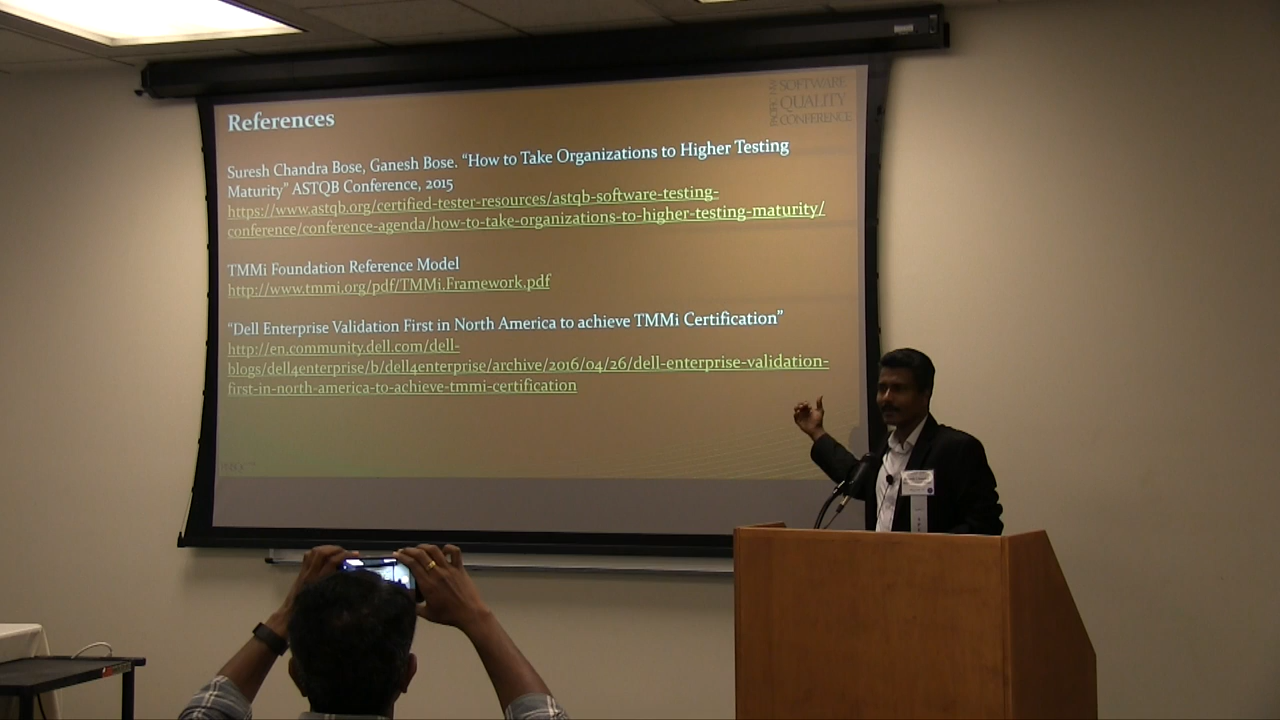 PACIFIC NW
SOFTWARE
QUALITY
CONFERENCE
References
Suresh Chandra Bose, Ganesh Bose. “How to Take Organizations to Higher Testing
Maturity” ASTQB Conference, 2015
https://www.astqb.org/certified-tester-resources/astqb-software-testing-
conference/conference-agenda/how-to-take-organizations-to-higher-testing-maturity/
TMMi Foundation Reference Model
http://www.tmmi.org/pdf/TMMi.Framework.pdf
“Dell Enterprise Validation First in North America to achieve TMMi Certification”
http://en.community.dell.com/dell-
blogs/dell4enterprise/b/dell4enterprise/archive/2016/04/26/dell-enterprise-validation-
first-in-north-america-to-achieve-tmmi-certification